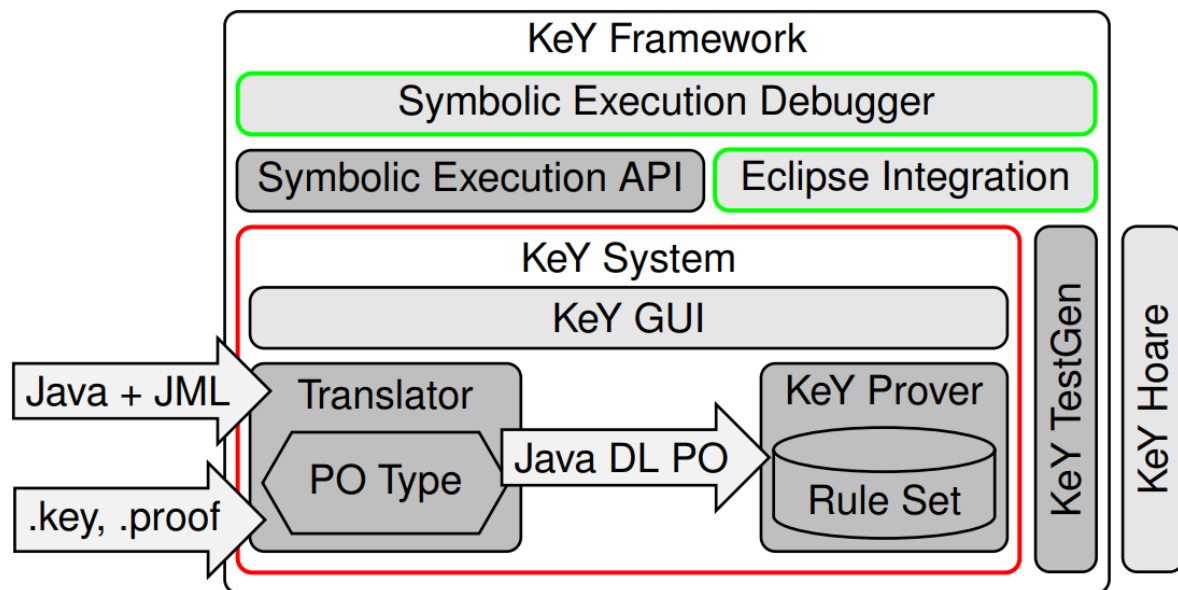 KeY Framework
Symbolic Execution Debugger
Symbolic Execution API
Eclipse Integration
KeY System
KeY GUI
Java + JML
Translator
PO Type
.key, .proof
Java DL PO
KeY Prover
Rule Set
KeY TestGen
KeY Hoare